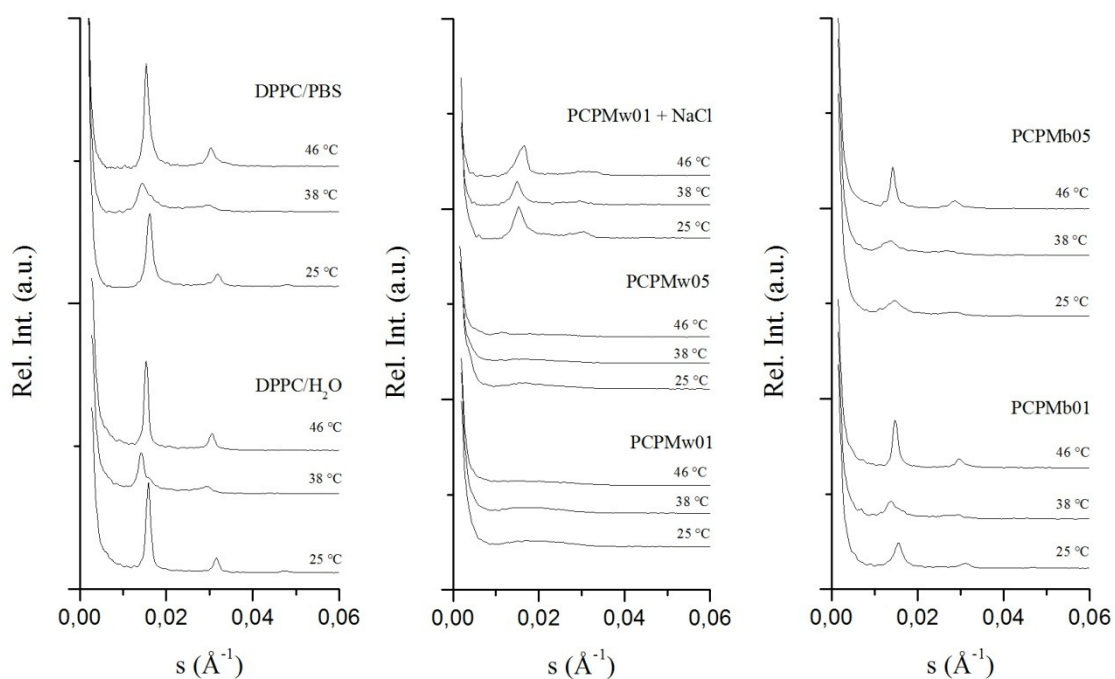 Rel. Int. (a.u.)
DPPC/PBS
46 °C
38 °C
25 °C
DPPC/H₂O
46 °C
38 °C
25 °C
0,00 0,02 0,04 0,06
s (Å⁻¹)
Rel. Int. (a.u.)
PCPMw01 + NaCl
46 °C
38 °C
25 °C
PCPMw05
46 °C
38 °C
25 °C
PCPMw01
46 °C
38 °C
25 °C
0,00 0,02 0,04 0,06
s (Å⁻¹)
Rel. Int. (a.u.)
PCPMb05
46 °C
38 °C
25 °C
PCPMb01
46 °C
38 °C
25 °C
0,00 0,02 0,04 0,06
s (Å⁻¹)